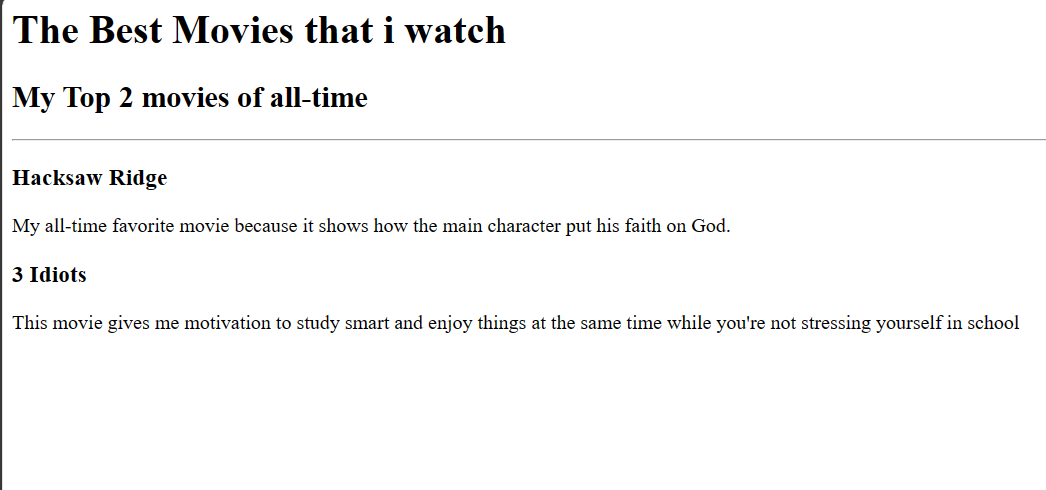 The Best Movies that i watch
My Top 2 movies of all-time
Hacksaw Ridge
My all-time favorite movie because it shows how the main character put his faith on God.
3 Idiots
This movie gives me motivation to study smart and enjoy things at the same time while you're not stressing yourself in school